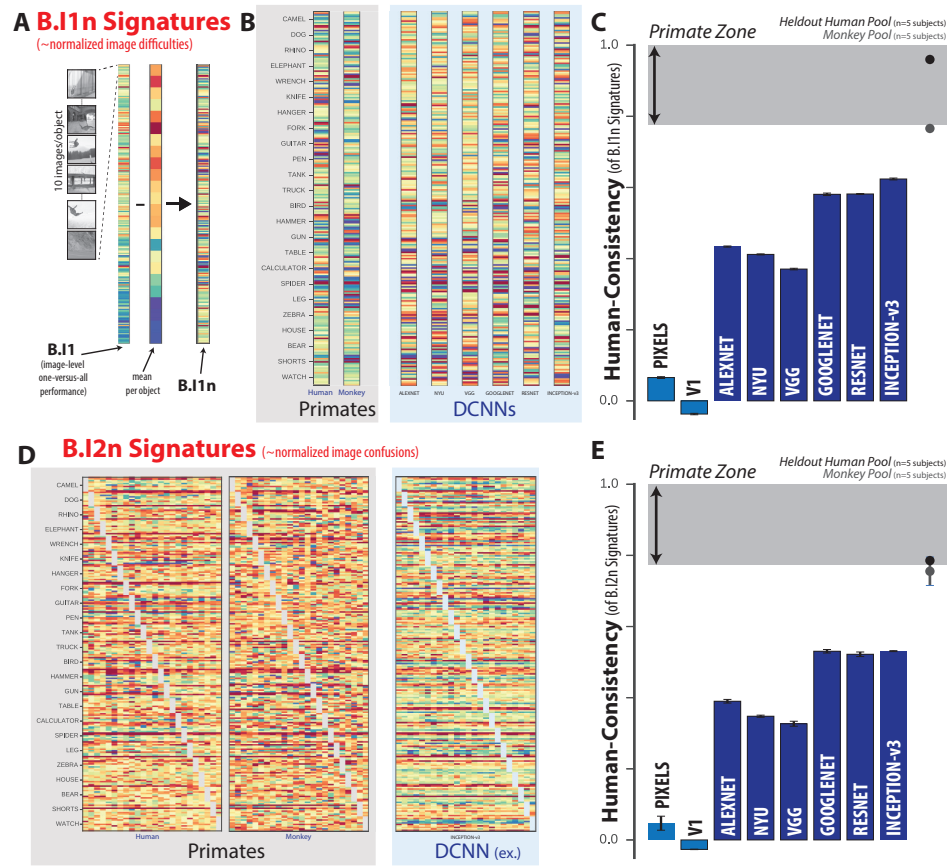 A B.I1n Signatures
(~normalized image difficulties)
10 images/object
B.I1
(image-level
one-versus-all
performance)
mean
per object
B.I1n
B
CAMEL
DOG
RHINO
ELEPHANT
WRENCH
KNIFE
HANGER
FORK
GUITAR
PEN
TANK
TRUCK
BIRD
HAMMER
GUN
TABLE
CALCULATOR
SPIDER
LEG
ZEBRA
HOUSE
BEAR
SHORTS
WATCH
Human Monkey
Primates
ALEXNET NYU VGG GOOGLENET RESNET INCEPTION-v3
DCNNs
C
Heldout Human Pool (n=5 subjects)
Primate Zone Monkey Pool (n=5 subjects)
Human-Consistency (of B.I1n Signatures)
1.0
0.0
PIXELS
V1
ALEXNET
NYU
VGG
GOOGLENET
RESNET
INCEPTION-v3
D B.I2n Signatures (~normalized image confusions)
CAMEL
DOG
RHINO
ELEPHANT
WRENCH
KNIFE
HANGER
FORK
GUITAR
PEN
TANK
TRUCK
BIRD
HAMMER
GUN
TABLE
CALCULATOR
SPIDER
LEG
ZEBRA
HOUSE
BEAR
SHORTS
WATCH
Human Monkey
Primates
INCEPTION-v3
DCNN (ex.)
E
Heldout Human Pool (n=5 subjects)
Primate Zone Monkey Pool (n=5 subjects)
Human-Consistency (of B.I2n Signatures)
1.0
0.0
PIXELS
V1
ALEXNET
NYU
VGG
GOOGLENET
RESNET
INCEPTION-v3